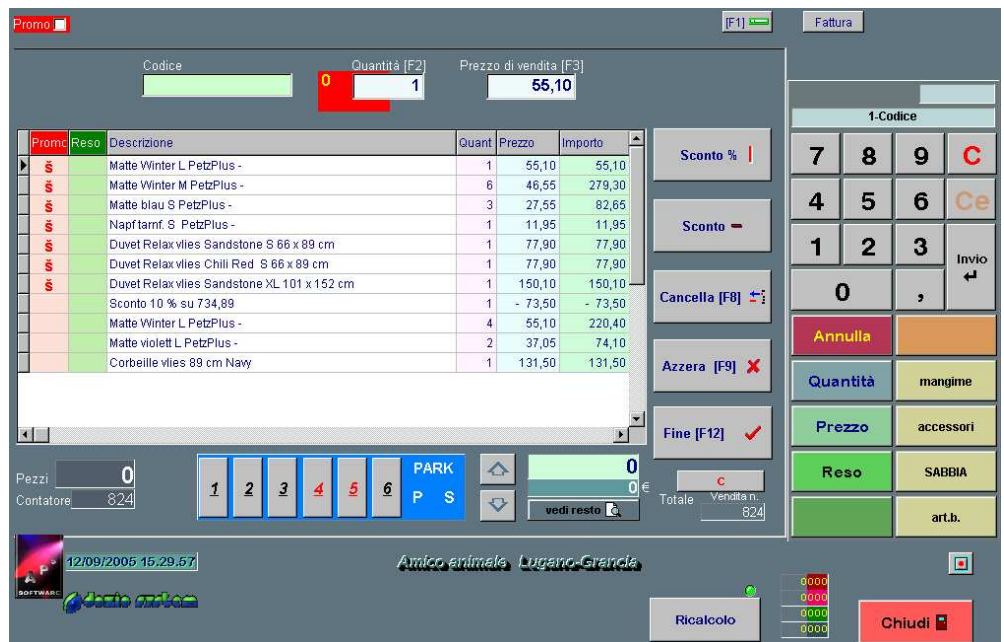 Promo [F1] Fattura
Codice Quantità [F2] Prezzo di vendita [F3]
0 1 55,10
1-Codice
Promo Reso Descrizione Quant Prezzo Importo
š Matte Winter L PetzPlus - 1 55,10 55,10
š Matte Winter M PetzPlus - 6 46,55 279,30
š Matte blau S PetzPlus - 3 27,55 82,65
š Napf tarnf. S PetzPlus - 1 11,95 11,95
š Duvet Relax vlies Sandstone S 66 x 89 cm 1 77,90 77,90
š Duvet Relax vlies Chili Red S 66 x 89 cm 1 77,90 77,90
š Duvet Relax vlies Sandstone XL 101 x 152 cm 1 150,10 150,10
Sconto 10 % su 734,89 1 - 73,50 - 73,50
Matte Winter L PetzPlus - 4 55,10 220,40
Matte violett L PetzPlus - 2 37,05 74,10
Corbeille vlies 89 cm Navy 1 131,50 131,50
Sconto %
Sconto
Cancella [F8]
Azzera [F9]
Fine [F12]
7 8 9 C
4 5 6 Ce
1 2 3 Invio
0 ,
Annulla
Quantità mangime
Prezzo accessori
Reso SABBIA
art.b.
Pezzi 0
Contatore 824
1 2 3 4 5 6 PARK
P S
0
0 €
vedi resto
C
Totale Vendita n.
824
AP SOFTWARE
12/09/2005 15.29.57
Amico animale Lugano-Grancia
0000
0000
0000
0000
Ricalcolo
Chiudi